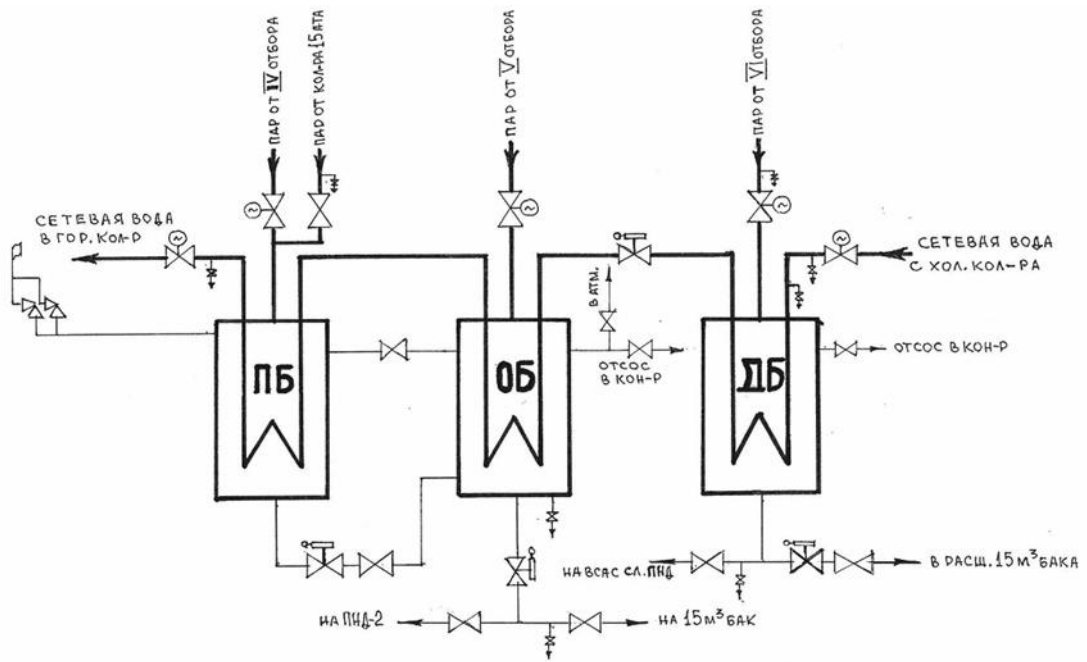 ПАР ОТ IV ОТБОРА
ПАР ОТ КОЛ-РА 15 АТА
ПАР ОТ V ОТБОРА
ПАР ОТ VI ОТБОРА
СЕТЕВАЯ ВОДА
В ГОР. КОЛ-Р
СЕТЕВАЯ ВОДА
С ХОЛ. КОЛ-РА
В АТМ.
ПБ
ОБ
ДБ
ОТСОС
В КОН-Р
ОТСОС В КОН-Р
НА ВСАС СЛ. ПНД
В РАСШ. 15 м³ БАКА
НА ПНД-2
НА 15 м³ БАК